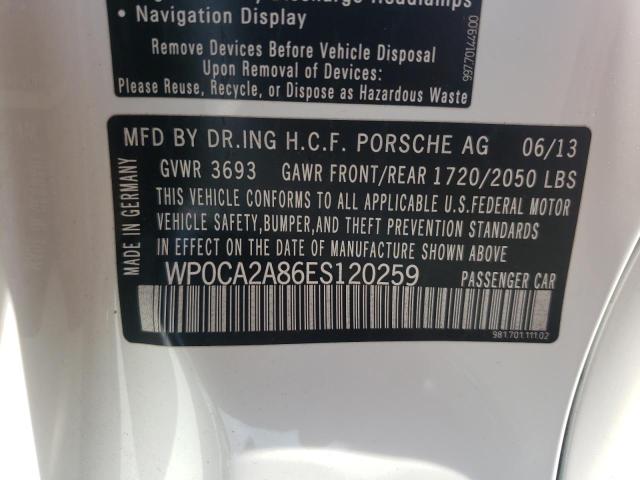 Discharge Headlamps
• Navigation Display
Remove Devices Before Vehicle Disposal
Upon Removal of Devices:
Please Reuse, Recycle, or Dispose as Hazardous Waste
99770144900
MFD BY DR.ING H.C.F. PORSCHE AG 06/13
GVWR 3693 GAWR FRONT/REAR 1720/2050 LBS
THIS VEHICLE CONFORMS TO ALL APPLICABLE U.S.FEDERAL MOTOR
VEHICLE SAFETY,BUMPER,AND THEFT PREVENTION STANDARDS
IN EFFECT ON THE DATE OF MANUFACTURE SHOWN ABOVE
MADE IN GERMANY
WP0CA2A86ES120259 PASSENGER CAR
981.701.111.02